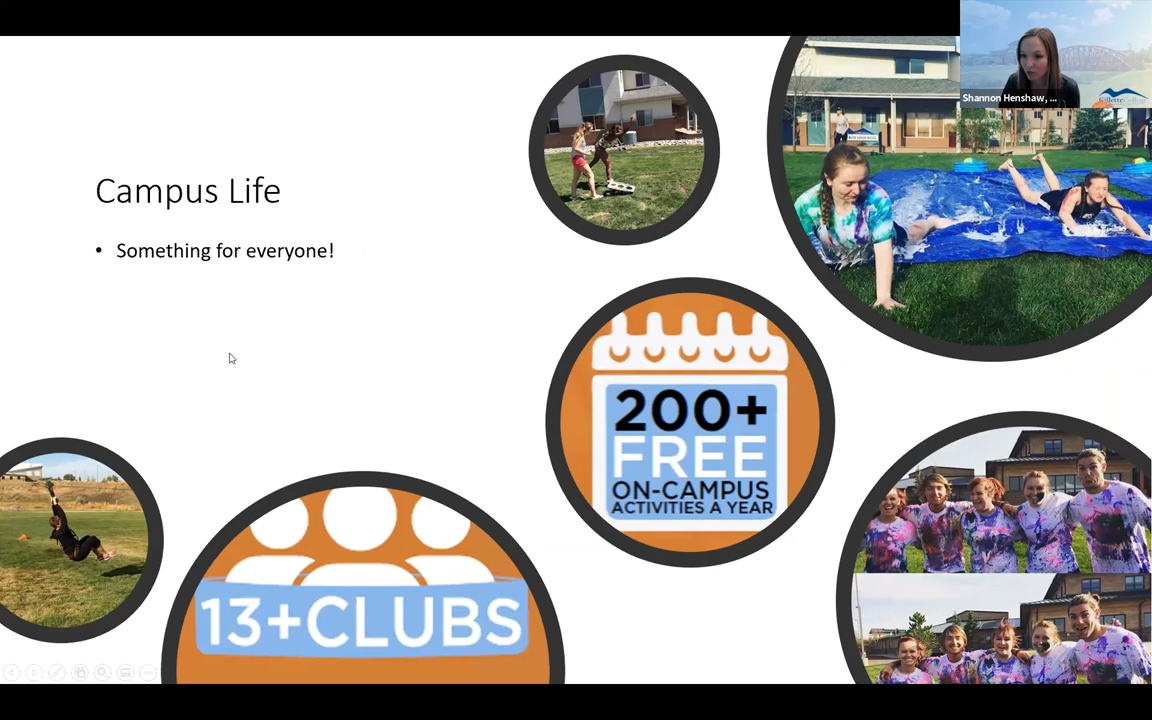 Campus Life
• Something for everyone!
Shannon Henshaw, ...
200+
FREE
ON-CAMPUS
ACTIVITIES A YEAR
13+CLUBS